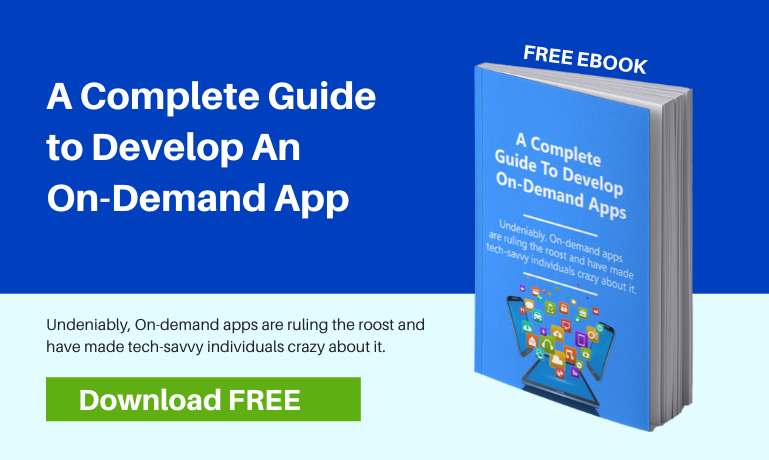 A Complete Guide
to Develop An
On-Demand App
Undeniably, On-demand apps are ruling the roost and
have made tech-savvy individuals crazy about it.
Download FREE
FREE EBOOK
A Complete
Guide To Develop
On-Demand Apps
Undeniably, On-demand apps
are ruling the roost and have made
tech-savvy individuals crazy about it.